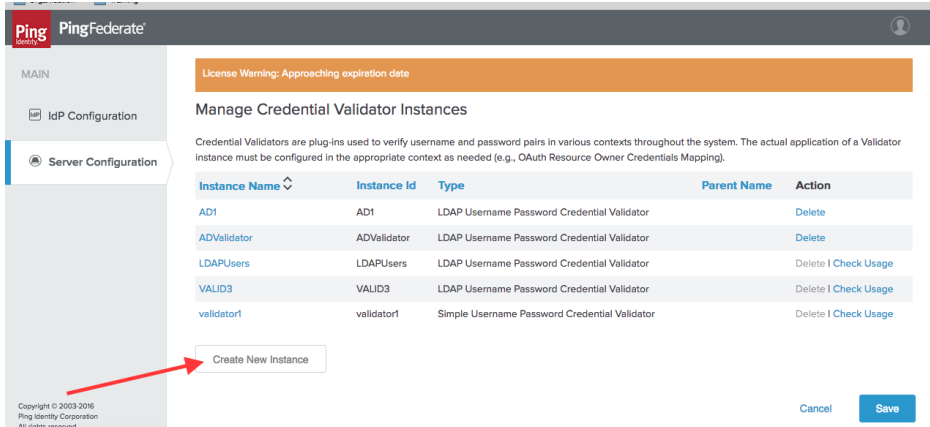 Ping
Identity
PingFederate®
MAIN
License Warning: Approaching expiration date
IdP
IdP Configuration
Manage Credential Validator Instances
Credential Validators are plug-ins used to verify username and password pairs in various contexts throughout the system. The actual application of a Validator
instance must be configured in the appropriate context as needed (e.g., OAuth Resource Owner Credentials Mapping).
Server Configuration
Instance Name Instance Id Type Parent Name Action
AD1 AD1 LDAP Username Password Credential Validator Delete
ADValidator ADValidator LDAP Username Password Credential Validator Delete
LDAPUsers LDAPUsers LDAP Username Password Credential Validator Delete | Check Usage
VALID3 VALID3 LDAP Username Password Credential Validator Delete | Check Usage
validator1 validator1 Simple Username Password Credential Validator Delete | Check Usage
Create New Instance
Copyright © 2003-2016
Ping Identity Corporation
All rights reserved
Cancel Save